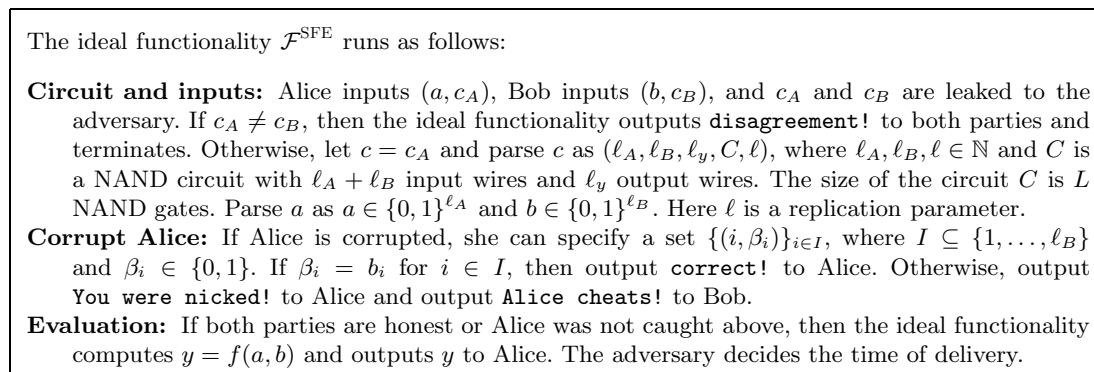 The ideal functionality 𝓕^SFE runs as follows:
Circuit and inputs: Alice inputs (a, c_A), Bob inputs (b, c_B), and c_A and c_B are leaked to the
adversary. If c_A ≠ c_B, then the ideal functionality outputs disagreement! to both parties and
terminates. Otherwise, let c = c_A and parse c as (ℓ_A, ℓ_B, ℓ_y, C, ℓ), where ℓ_A, ℓ_B, ℓ ∈ ℕ and C is
a NAND circuit with ℓ_A + ℓ_B input wires and ℓ_y output wires. The size of the circuit C is L
NAND gates. Parse a as a ∈ {0, 1}^ℓ_A and b ∈ {0, 1}^ℓ_B. Here ℓ is a replication parameter.
Corrupt Alice: If Alice is corrupted, she can specify a set {(i, β_i)}_{i∈I}, where I ⊆ {1, . . . , ℓ_B}
and β_i ∈ {0, 1}. If β_i = b_i for i ∈ I, then output correct! to Alice. Otherwise, output
You were nicked! to Alice and output Alice cheats! to Bob.
Evaluation: If both parties are honest or Alice was not caught above, then the ideal functionality
computes y = f(a, b) and outputs y to Alice. The adversary decides the time of delivery.